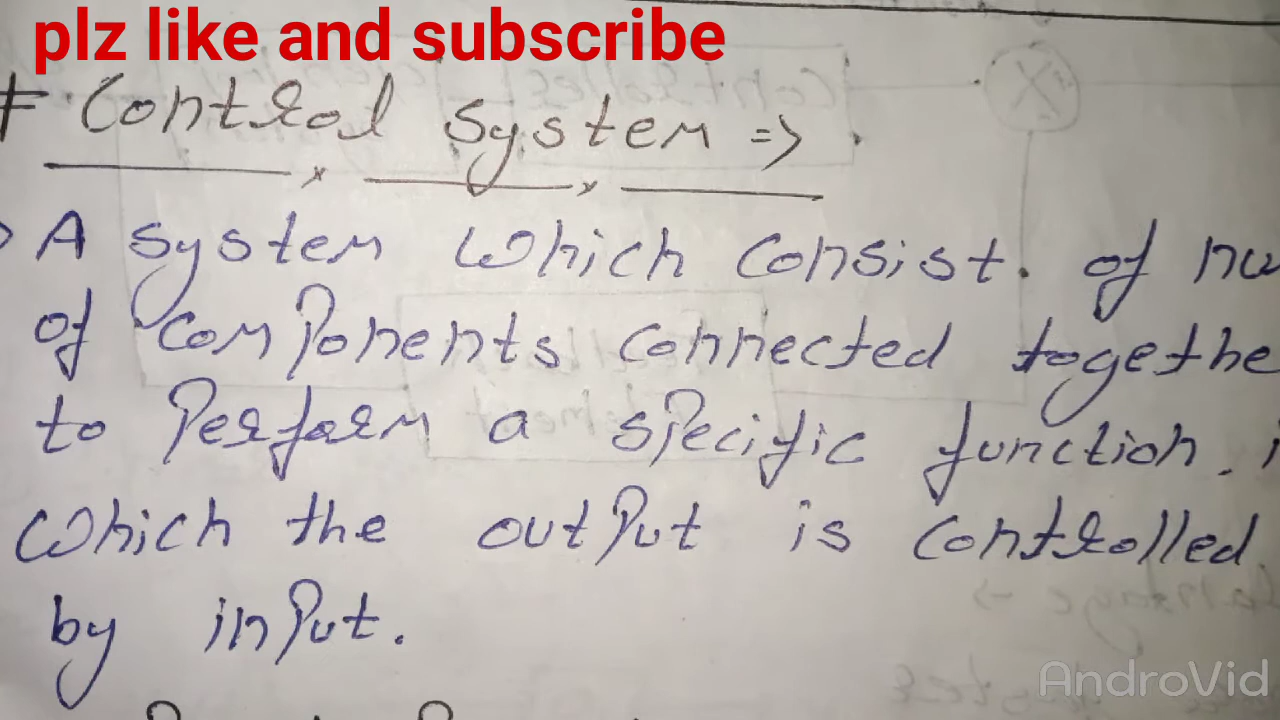 plz like and subscribe
# Control system =>
A system which consist. of nu
of components connected togethe
to perform a specific function. i
which the output is controlled
by input.
AndroVid